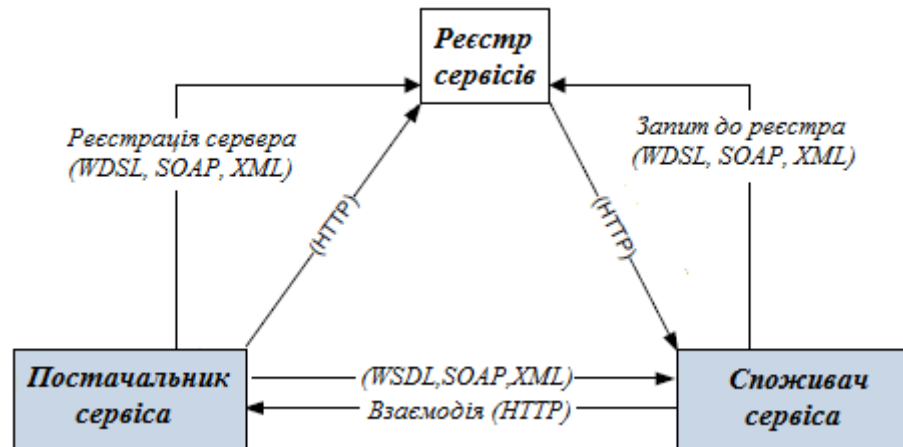 Реєстр
сервісів
Реєстрація сервера
(WDSL, SOAP, XML)
Запит до реєстра
(WDSL, SOAP, XML)
(HTTP)
(HTTP)
Постачальник
сервіса
(WSDL,SOAP,XML)
Взаємодія (HTTP)
Споживач
сервіса